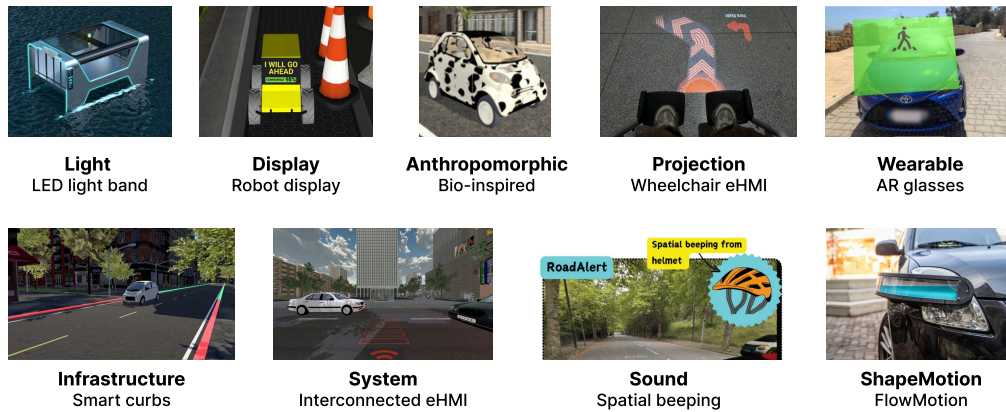 I WILL GO
AHEAD
Light
LED light band
Display
Robot display
Anthropomorphic
Bio-inspired
Projection
Wheelchair eHMI
Wearable
AR glasses
RoadAlert
Spatial beeping from
helmet
Infrastructure
Smart curbs
System
Interconnected eHMI
Sound
Spatial beeping
ShapeMotion
FlowMotion